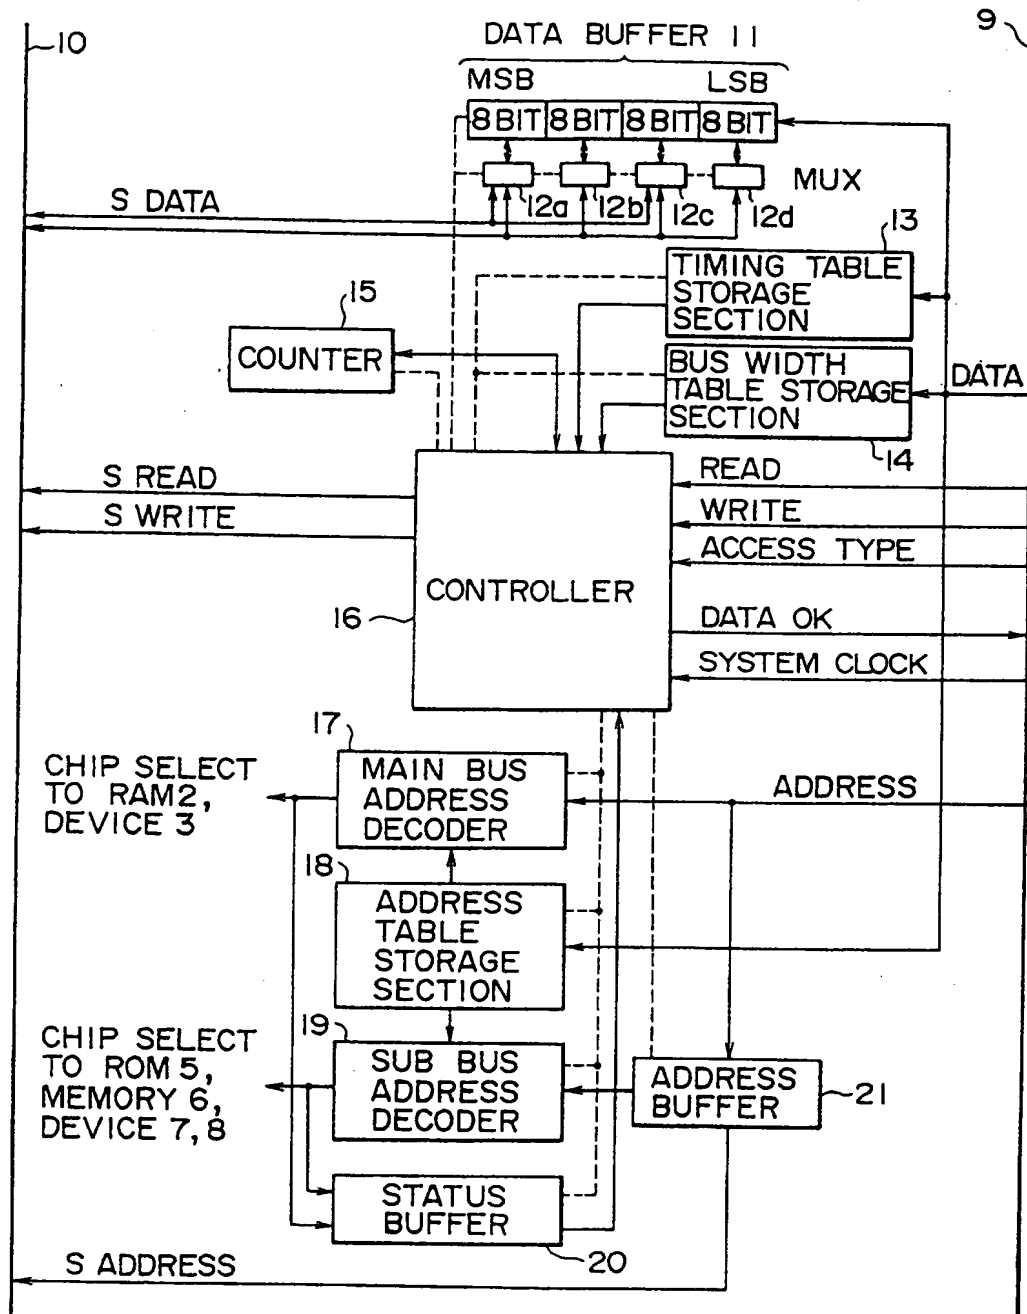 10
9
DATA BUFFER 11
MSB LSB
8 BIT 8 BIT 8 BIT 8 BIT
MUX
12a 12b 12c 12d
S DATA
13
TIMING TABLE
STORAGE
SECTION
15
COUNTER
BUS WIDTH
TABLE STORAGE
SECTION
DATA
14
S READ
READ
S WRITE
WRITE
ACCESS TYPE
CONTROLLER
16
DATA OK
SYSTEM CLOCK
17
CHIP SELECT
TO RAM2,
DEVICE 3
MAIN BUS
ADDRESS
DECODER
ADDRESS
18
ADDRESS
TABLE
STORAGE
SECTION
19
CHIP SELECT
TO ROM 5,
MEMORY 6,
DEVICE 7, 8
SUB BUS
ADDRESS
DECODER
ADDRESS
BUFFER
21
STATUS
BUFFER
20
S ADDRESS